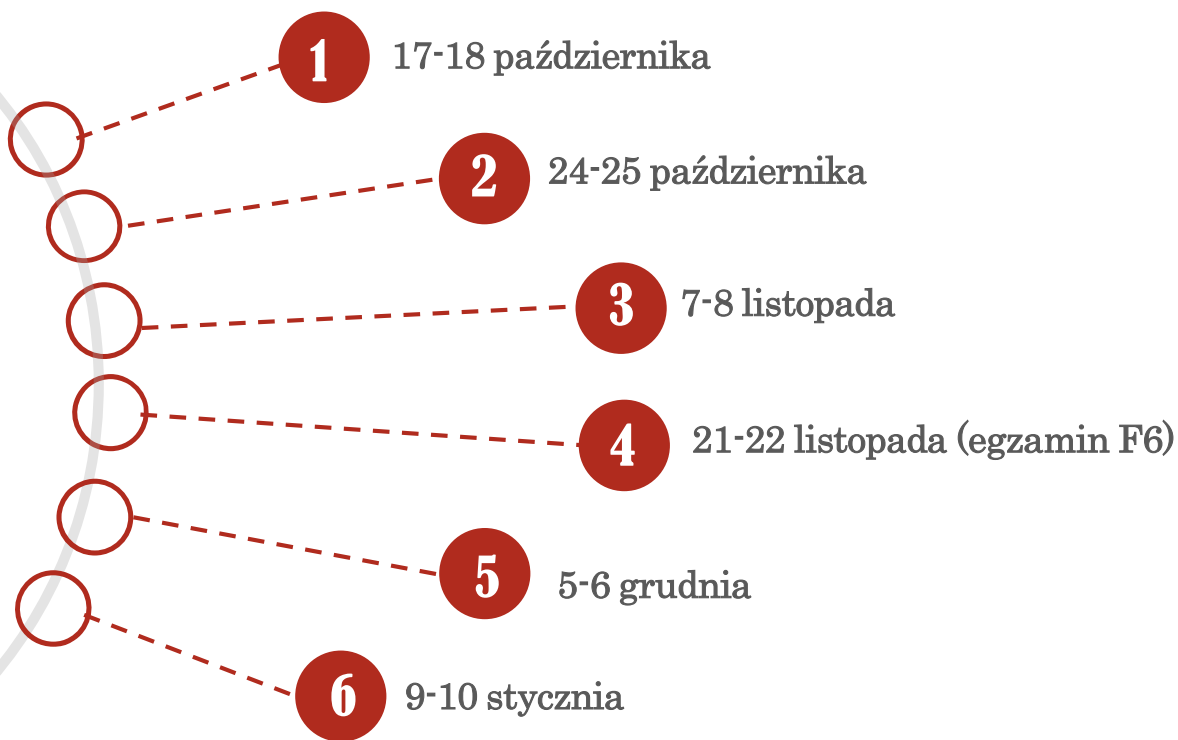 1 17-18 października
2 24-25 października
3 7-8 listopada
4 21-22 listopada (egzamin F6)
5 5-6 grudnia
6 9-10 stycznia